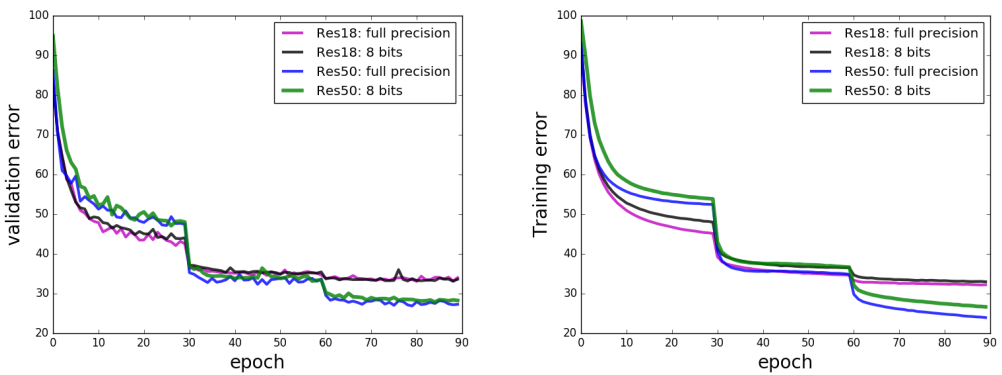 validation error
100
90
80
70
60
50
40
30
20
0 10 20 30 40 50 60 70 80 90
epoch
Res18: full precision
Res18: 8 bits
Res50: full precision
Res50: 8 bits
Training error
100
90
80
70
60
50
40
30
20
0 10 20 30 40 50 60 70 80 90
epoch
Res18: full precision
Res18: 8 bits
Res50: full precision
Res50: 8 bits